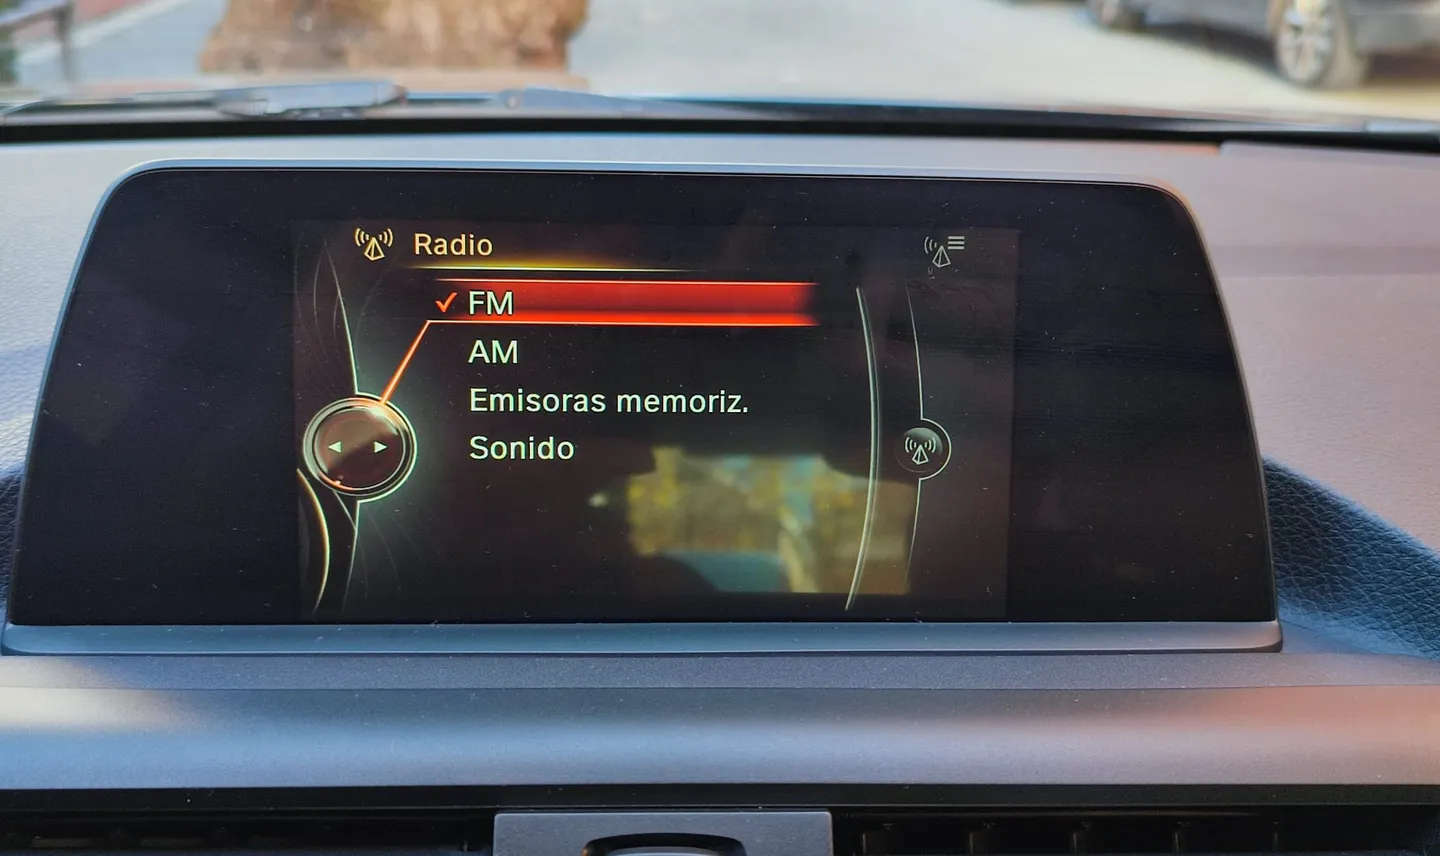 Radio
FM
AM
Emisoras memoriz.
Sonido